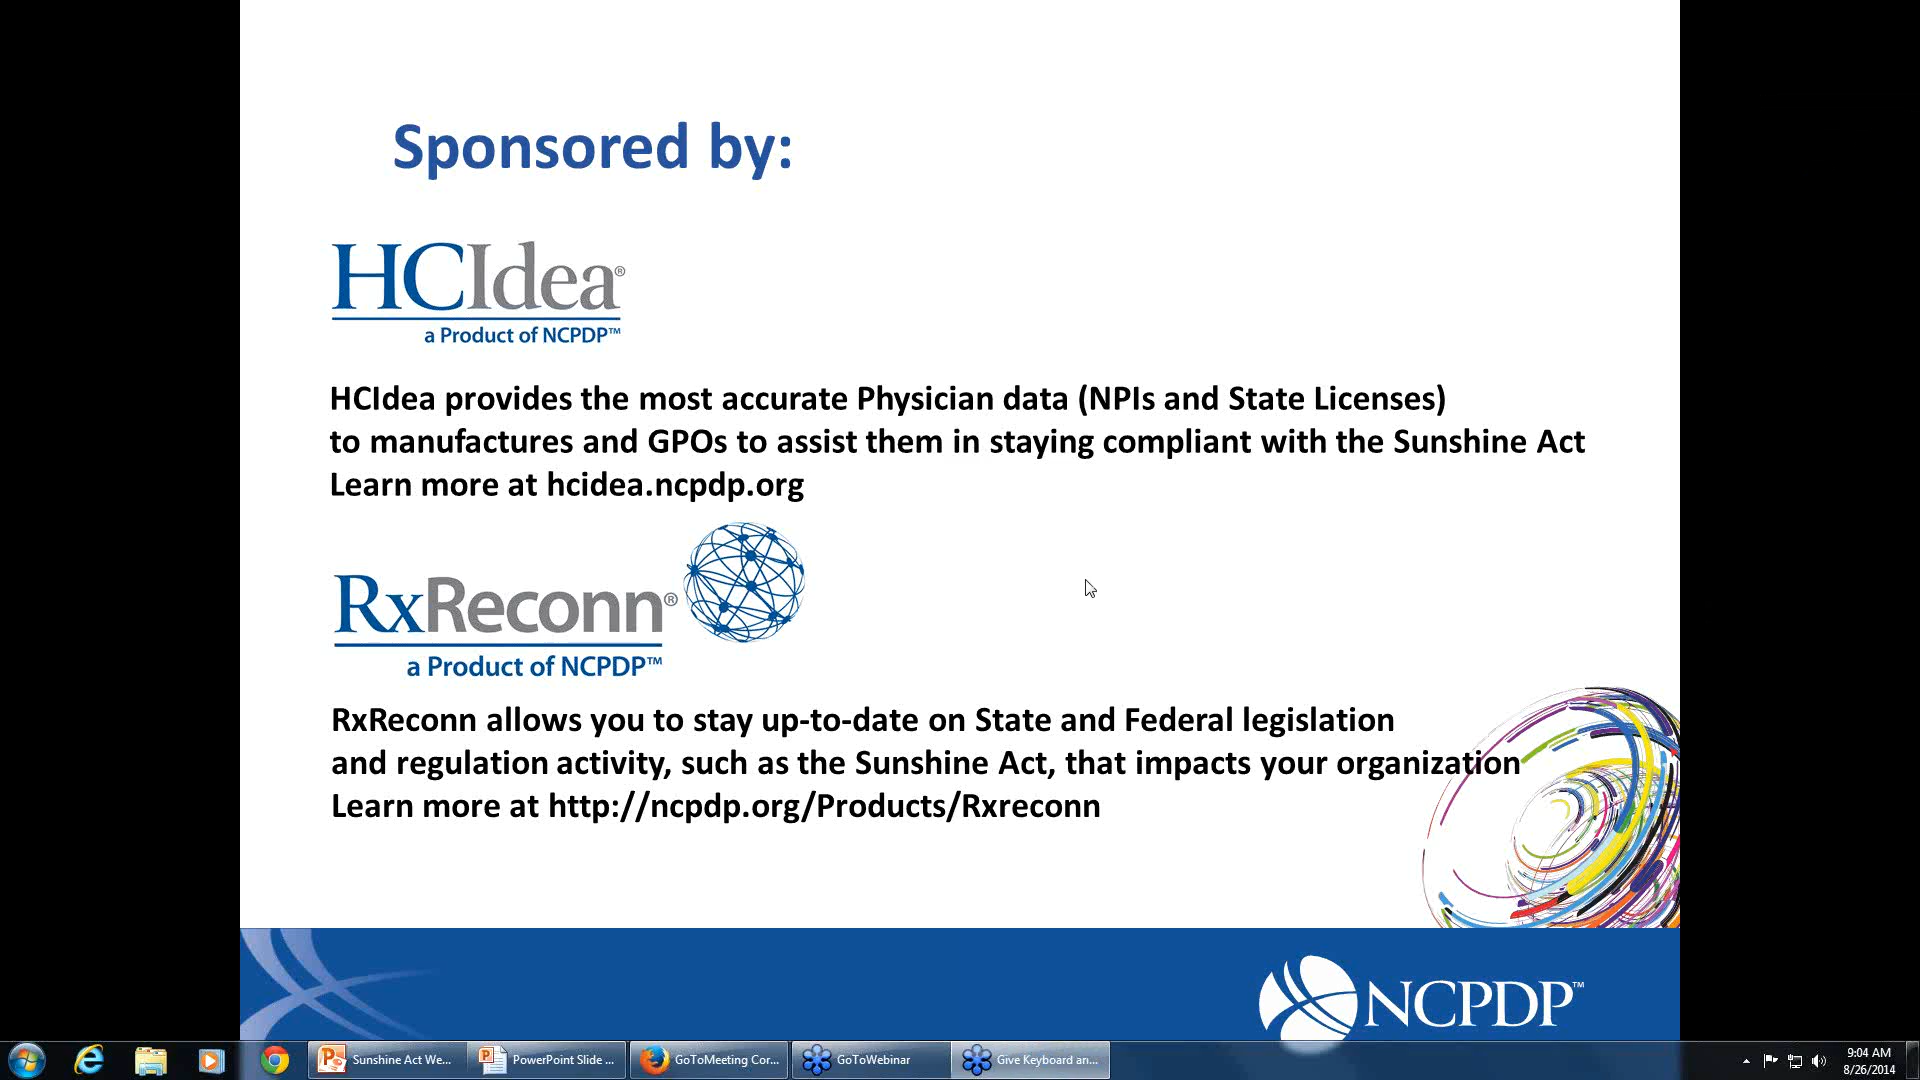 Sponsored by:
HCIdea®
a Product of NCPDP™
HCIdea provides the most accurate Physician data (NPIs and State Licenses)
to manufactures and GPOs to assist them in staying compliant with the Sunshine Act
Learn more at hcidea.ncpdp.org
RxReconn®
a Product of NCPDP™
RxReconn allows you to stay up-to-date on State and Federal legislation
and regulation activity, such as the Sunshine Act, that impacts your organization
Learn more at http://ncpdp.org/Products/Rxreconn
NCPDP™
Sunshine Act We...
PowerPoint Slide ...
GoToMeeting Cor...
GoToWebinar
Give Keyboard an...
9:04 AM
8/26/2014